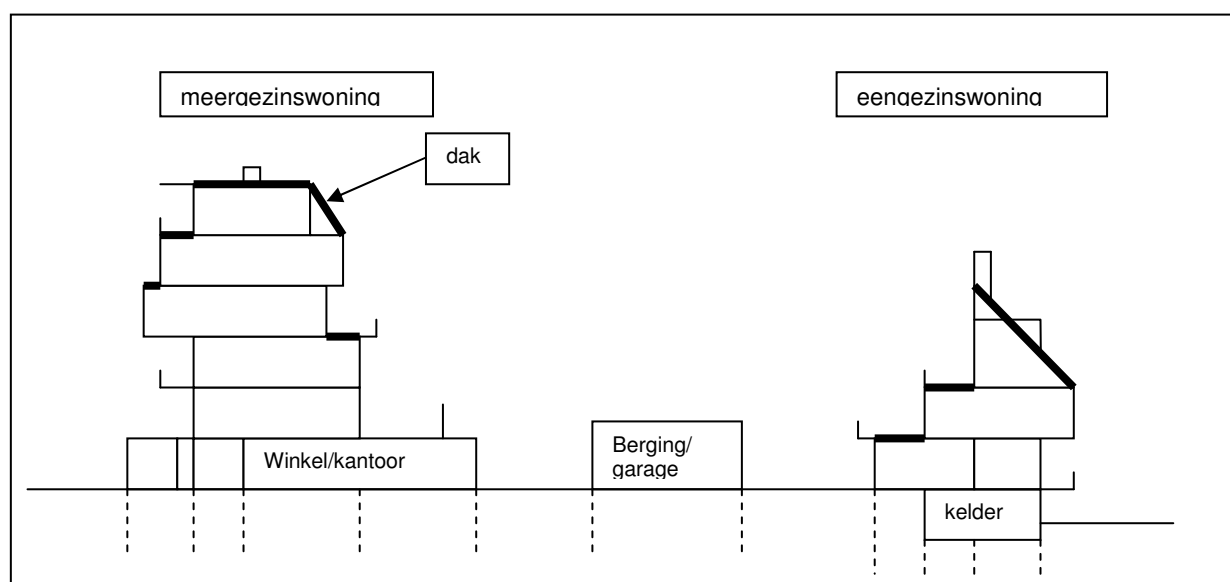 meergezinswoning
eengezinswoning
dak
Winkel/kantoor
Berging/
garage
kelder